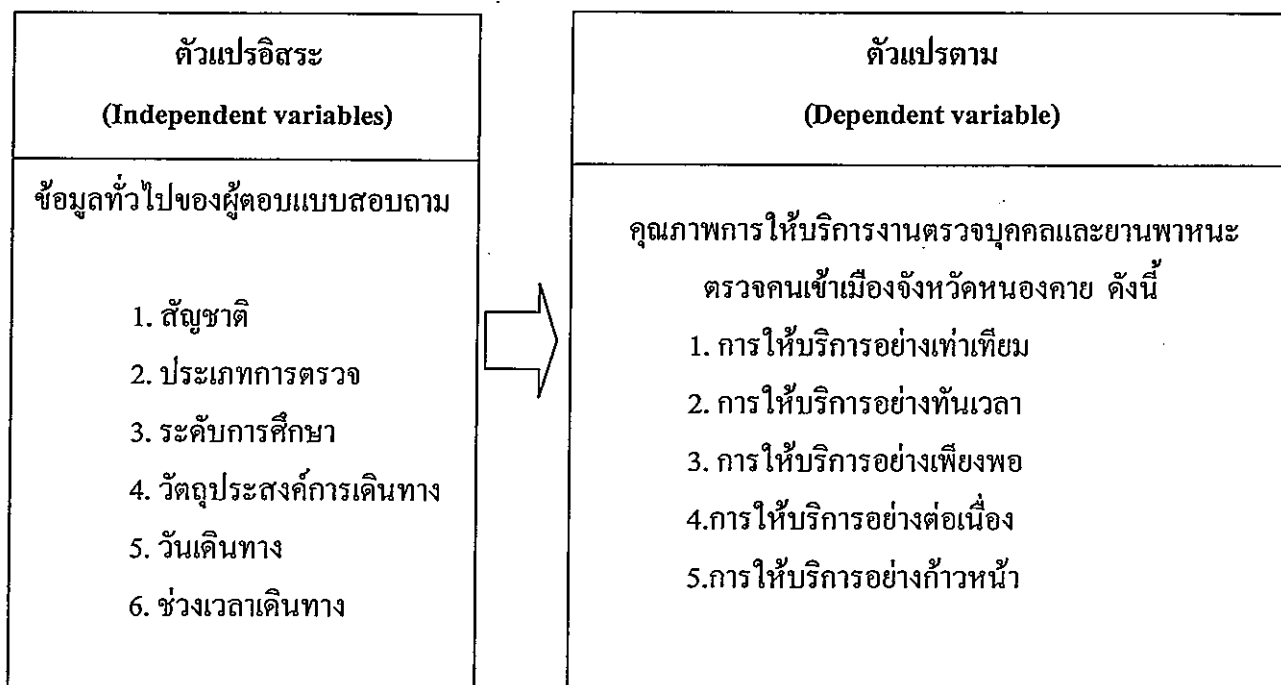 ตัวแปรอิสระ
(Independent variables)
ข้อมูลทั่วไปของผู้ตอบแบบสอบถาม
1. สัญชาติ
2. ประเภทการตรวจ
3. ระดับการศึกษา
4. วัตถุประสงค์การเดินทาง
5. วันเดินทาง
6. ช่วงเวลาเดินทาง
ตัวแปรตาม
(Dependent variable)
คุณภาพการให้บริการงานตรวจบุคคลและยานพาหนะ
ตรวจคนเข้าเมืองจังหวัดหนองคาย ดังนี้
1. การให้บริการอย่างเท่าเทียม
2. การให้บริการอย่างทันเวลา
3. การให้บริการอย่างเพียงพอ
4.การให้บริการอย่างต่อเนื่อง
5.การให้บริการอย่างก้าวหน้า